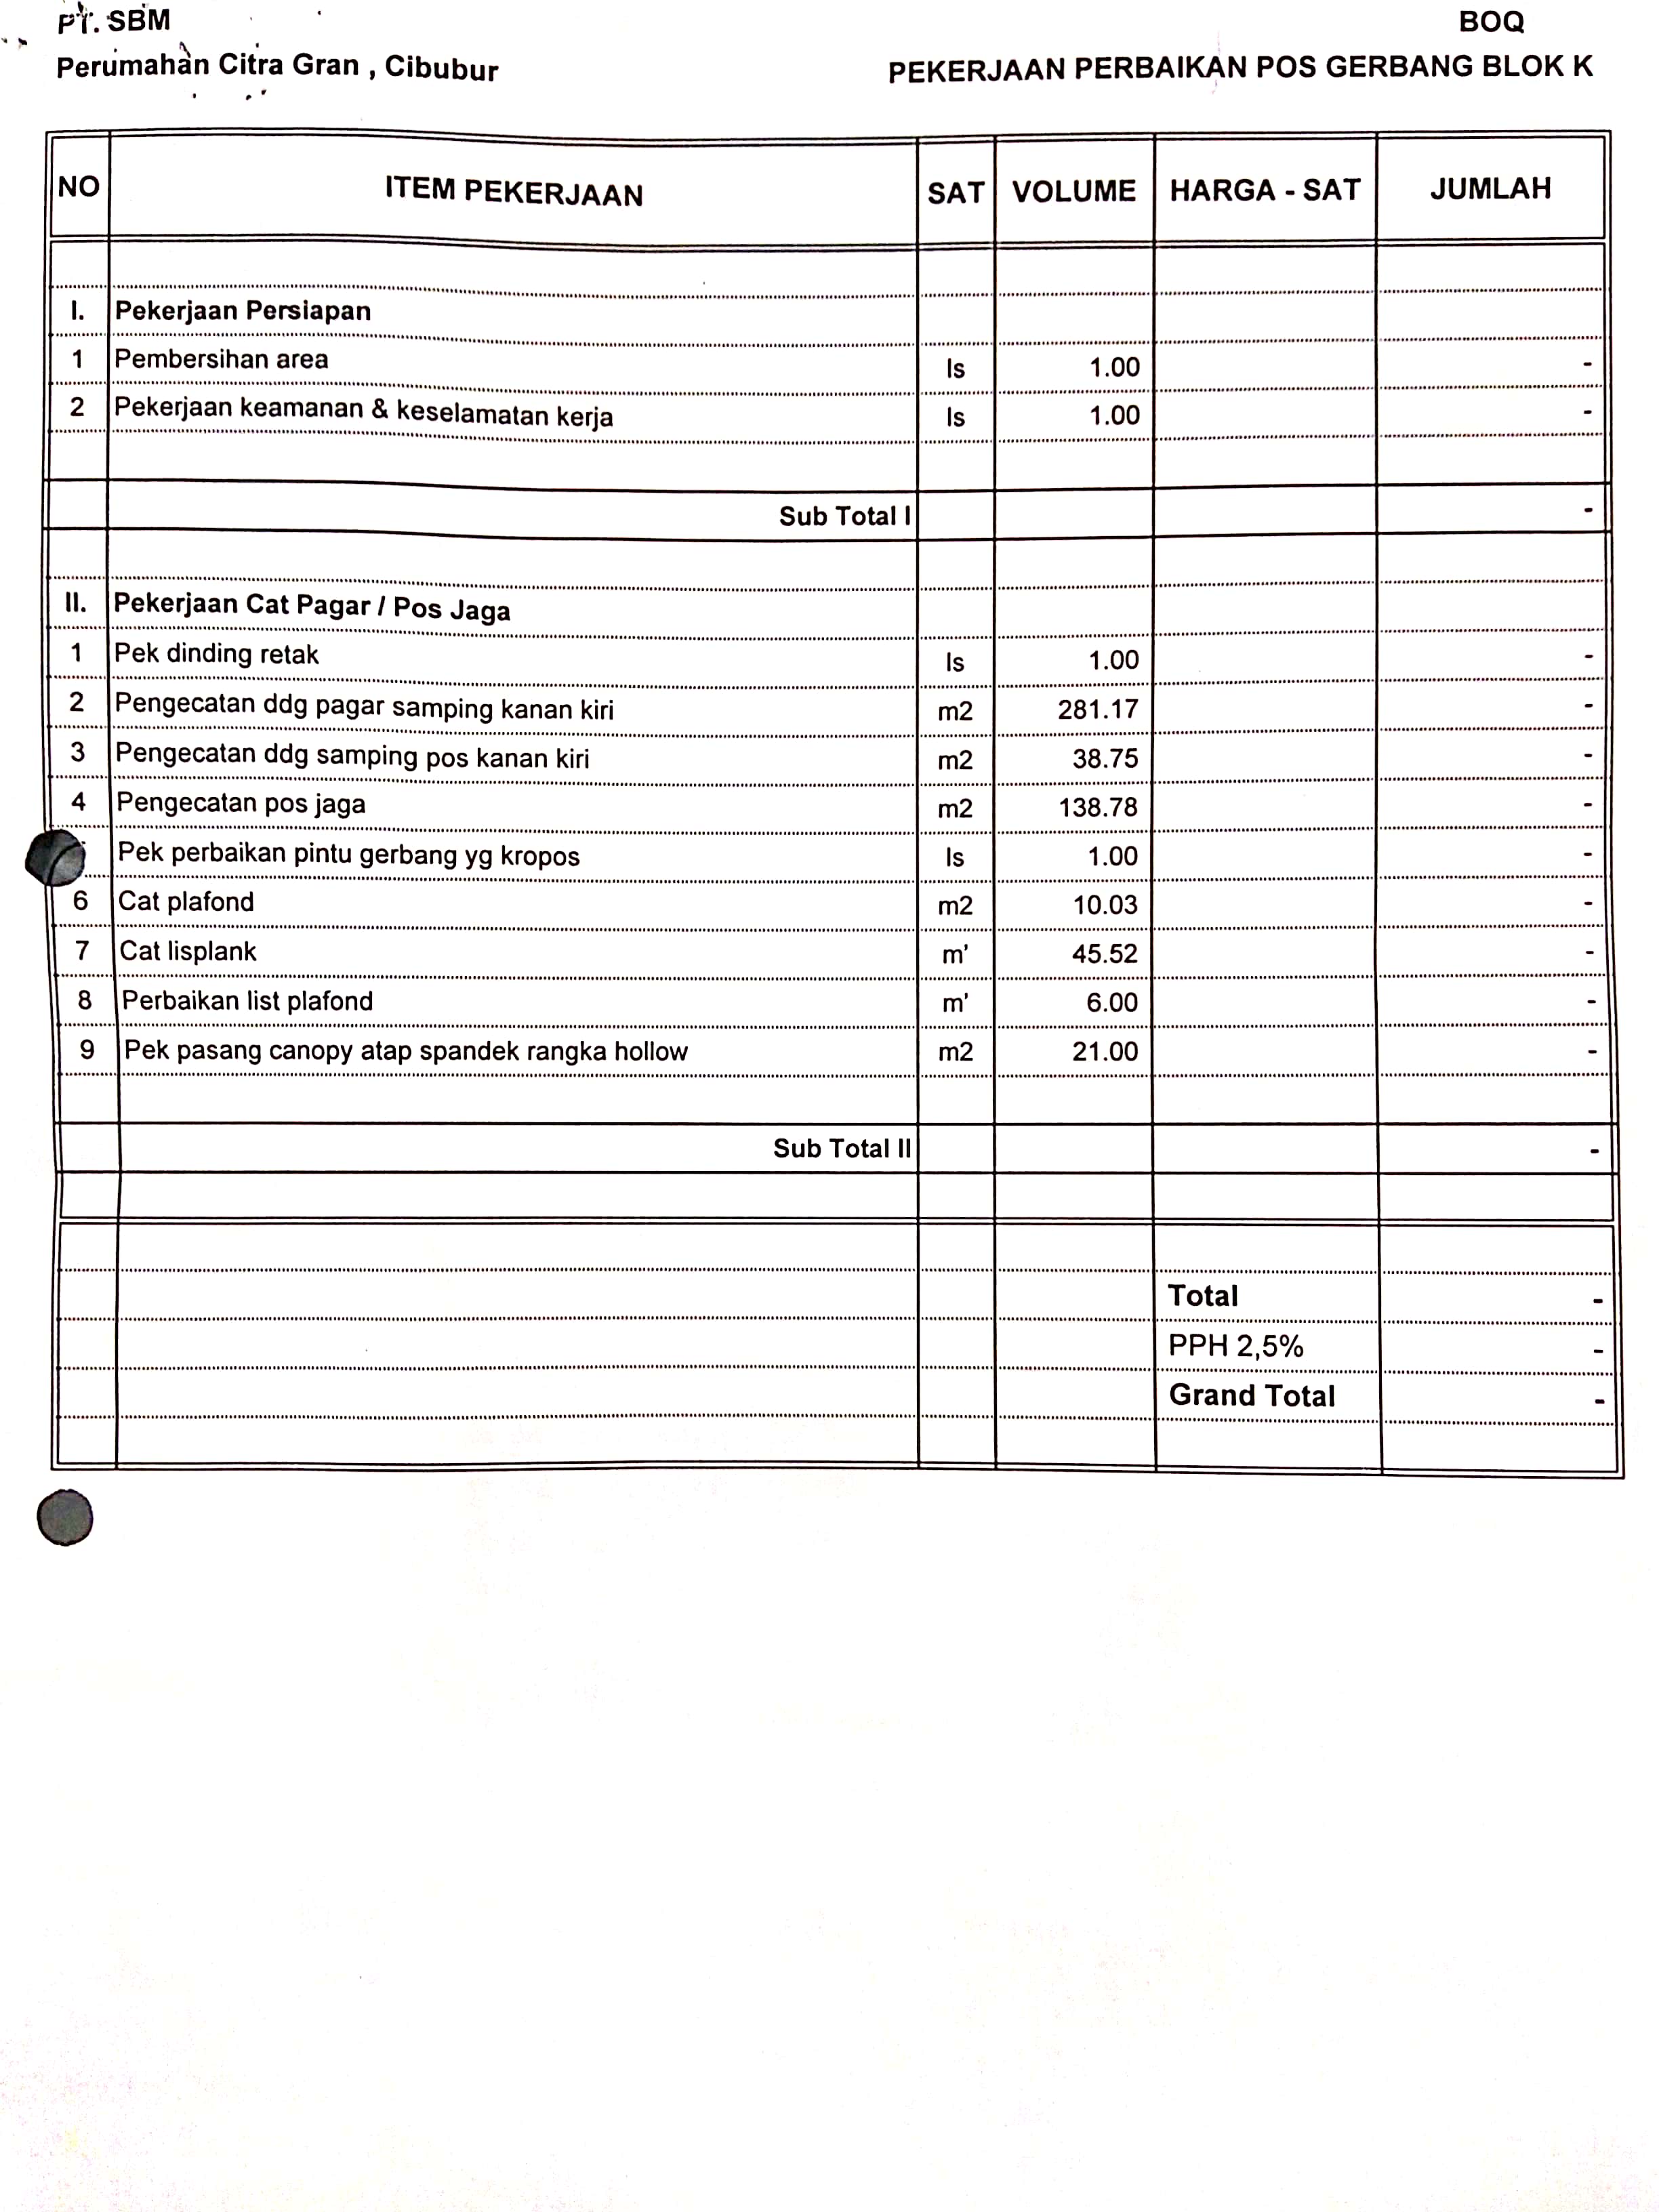 PT. SBM BOQ
Perumahan Citra Gran , Cibubur PEKERJAAN PERBAIKAN POS GERBANG BLOK K
NO ITEM PEKERJAAN SAT VOLUME HARGA - SAT JUMLAH
I. Pekerjaan Persiapan
1 Pembersihan area ls 1.00 -
2 Pekerjaan keamanan & keselamatan kerja ls 1.00 -
Sub Total I -
II. Pekerjaan Cat Pagar / Pos Jaga
1 Pek dinding retak ls 1.00 -
2 Pengecatan ddg pagar samping kanan kiri m2 281.17 -
3 Pengecatan ddg samping pos kanan kiri m2 38.75 -
4 Pengecatan pos jaga m2 138.78 -
Pek perbaikan pintu gerbang yg kropos ls 1.00 -
6 Cat plafond m2 10.03 -
7 Cat lisplank m' 45.52 -
8 Perbaikan list plafond m' 6.00 -
9 Pek pasang canopy atap spandek rangka hollow m2 21.00 -
Sub Total II -
Total -
PPH 2,5% -
Grand Total -